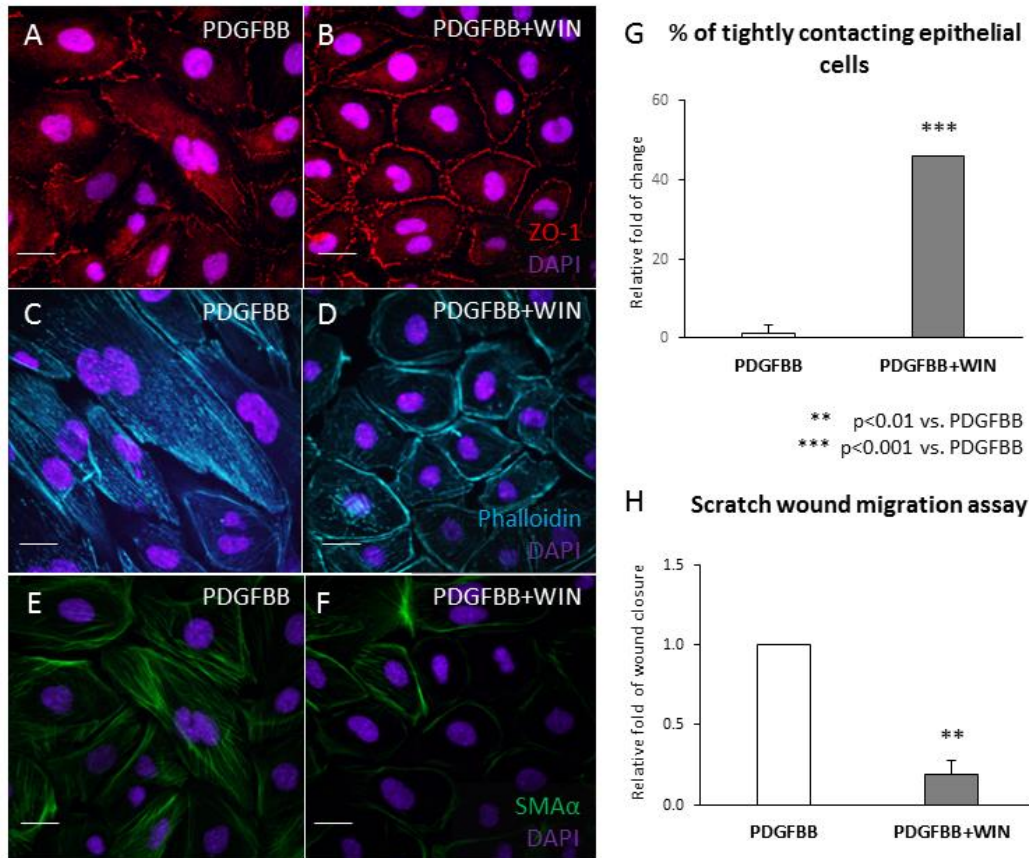 A PDGFBB
B PDGFBB+WIN
ZO-1
DAPI
C PDGFBB
D PDGFBB+WIN
Phalloidin
DAPI
E PDGFBB
F PDGFBB+WIN
SMAα
DAPI
G % of tightly contacting epithelial
cells
Relative fold of change
60
40
20
0
***
PDGFBB PDGFBB+WIN
** p<0.01 vs. PDGFBB
*** p<0.001 vs. PDGFBB
H Scratch wound migration assay
Relative fold of wound closure
1.0
0.5
0.0
**
PDGFBB PDGFBB+WIN